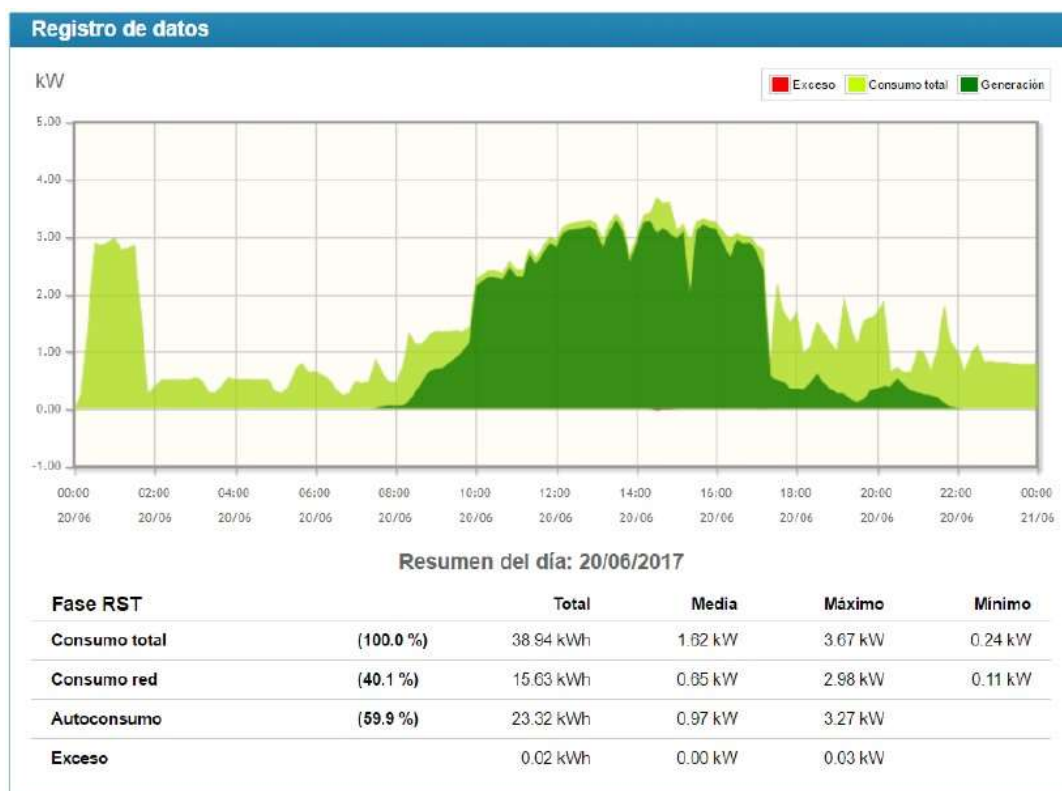 Registro de datos
kW
Exceso Consumo total Generación
5.00
4.00
3.00
2.00
1.00
0.00
-1.00
00:00 02:00 04:00 06:00 08:00 10:00 12:00 14:00 16:00 18:00 20:00 22:00 00:00
20/06 20/06 20/06 20/06 20/06 20/06 20/06 20/06 20/06 20/06 20/06 20/06 21/06
Resumen del día: 20/06/2017
Fase RST Total Media Máximo Mínimo
Consumo total (100.0 %) 38.94 kWh 1.62 kW 3.67 kW 0.24 kW
Consumo red (40.1 %) 15.63 kWh 0.65 kW 2.98 kW 0.11 kW
Autoconsumo (59.9 %) 23.32 kWh 0.97 kW 3.27 kW
Exceso 0.02 kWh 0.00 kW 0.03 kW